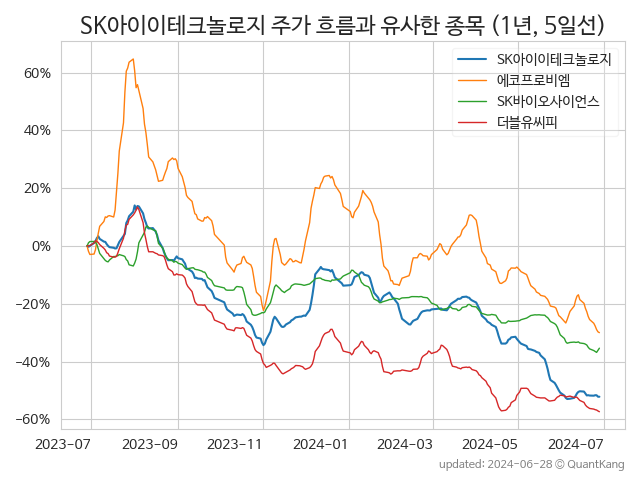 SK아이이테크놀로지 주가 흐름과 유사한 종목 (1년, 5일선)
SK아이이테크놀로지
에코프로비엠
SK바이오사이언스
더블유씨피
60%
40%
20%
0%
−20%
−40%
−60%
2023-07 2023-09 2023-11 2024-01 2024-03 2024-05 2024-07
updated: 2024-06-28 © QuantKang